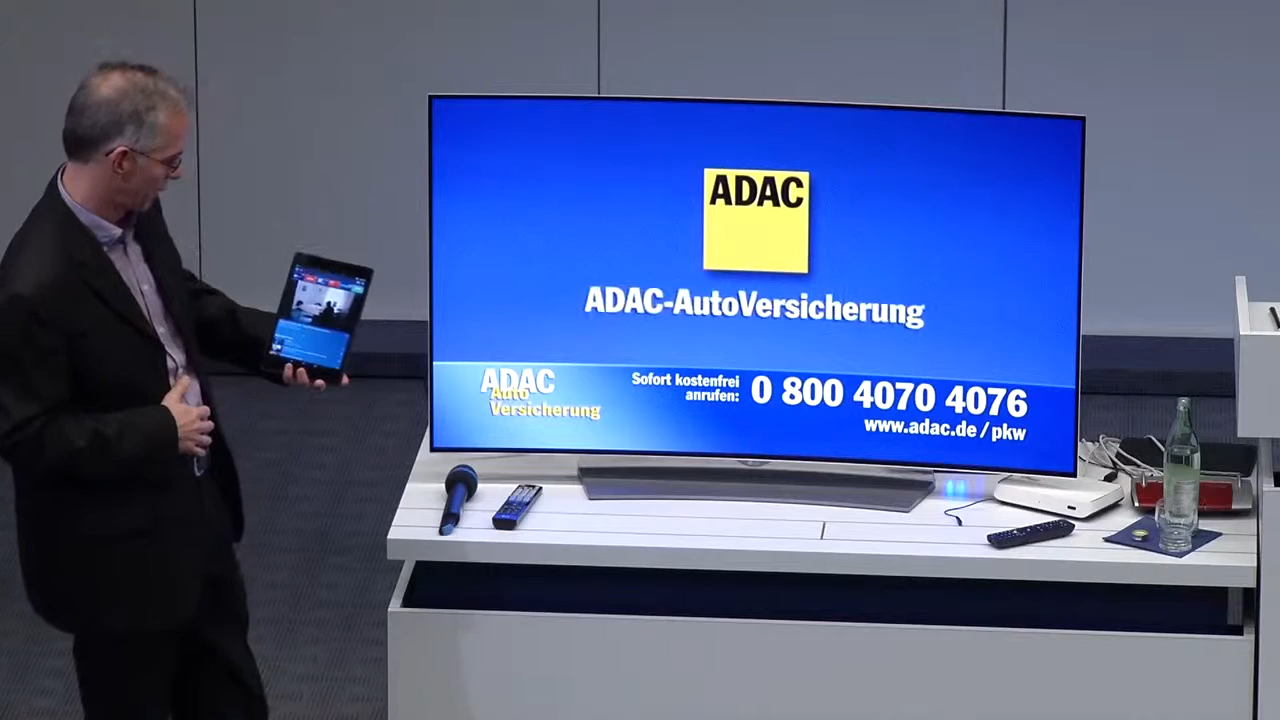 ADAC
ADAC-AutoVersicherung
ADAC
Auto
Versicherung
Sofort kostenfrei
anrufen:
0 800 4070 4076
www.adac.de/pkw